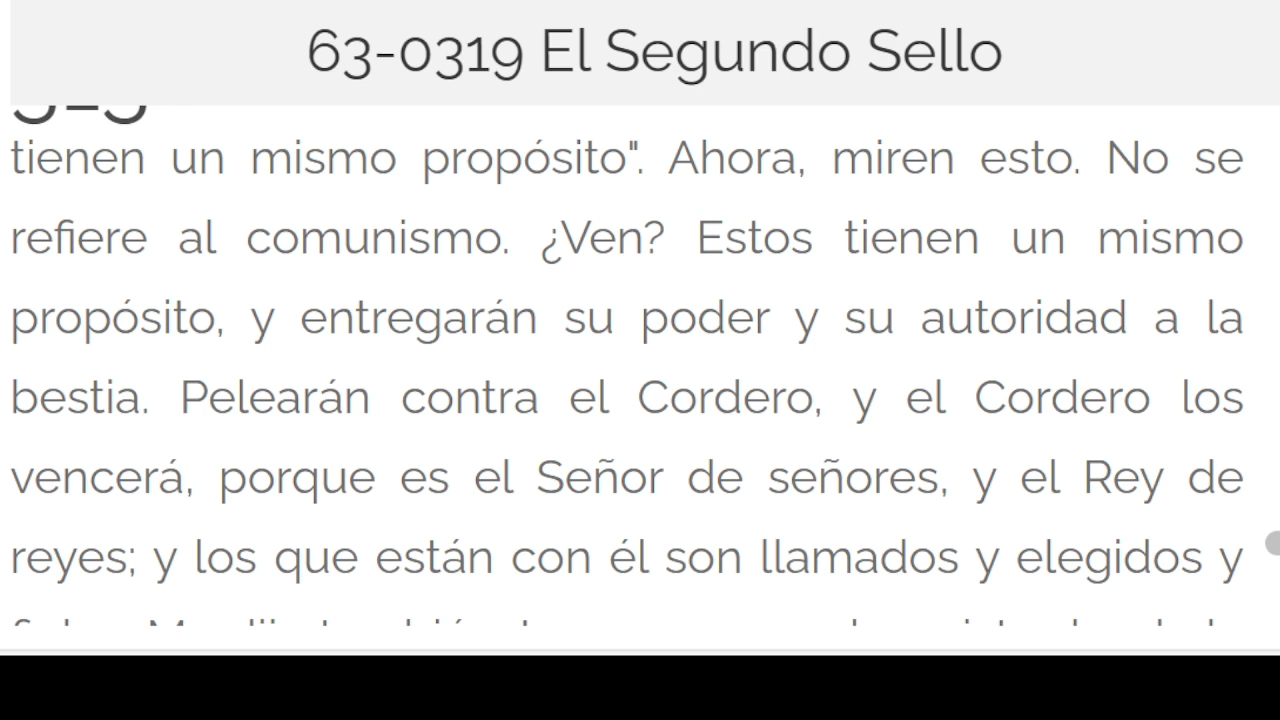 63-0319 El Segundo Sello
tienen un mismo propósito". Ahora, miren esto. No se
refiere al comunismo. ¿Ven? Estos tienen un mismo
propósito, y entregarán su poder y su autoridad a la
bestia. Pelearán contra el Cordero, y el Cordero los
vencerá, porque es el Señor de señores, y el Rey de
reyes; y los que están con él son llamados y elegidos y